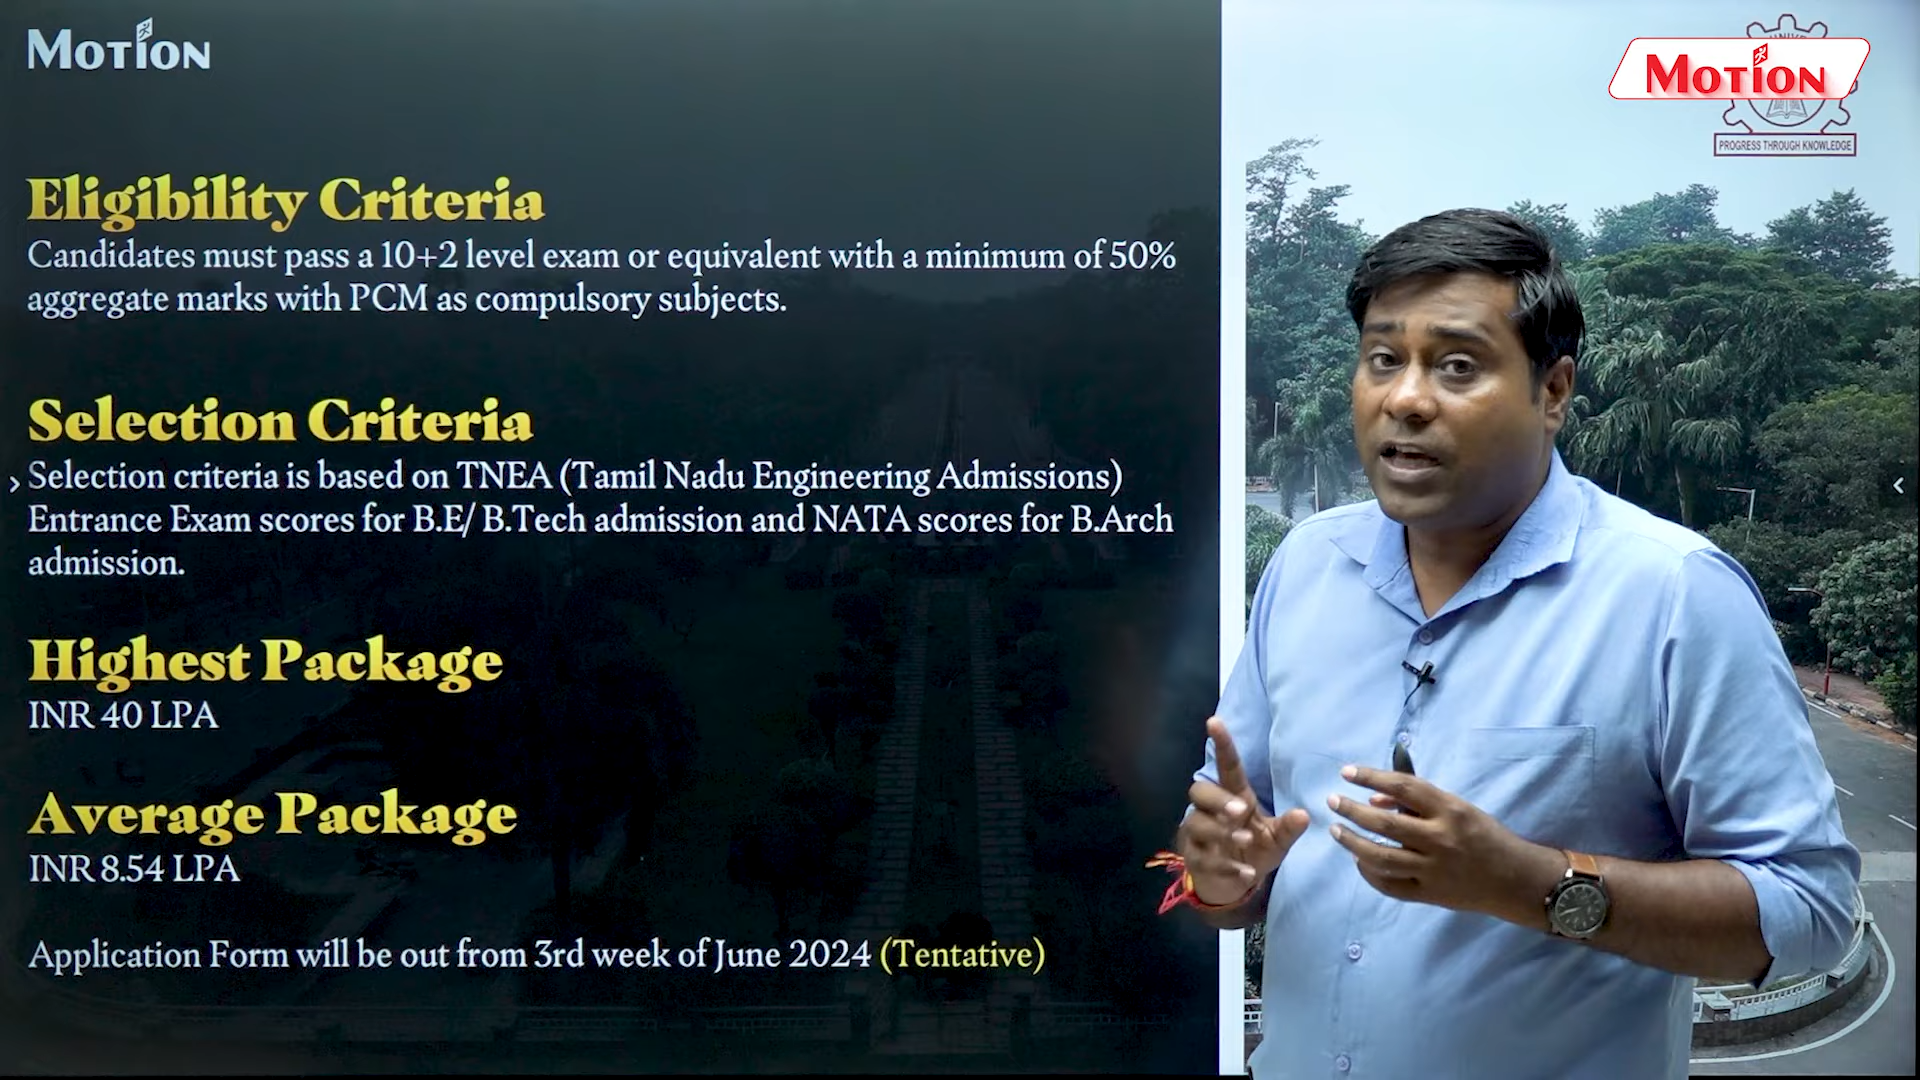 MOTION
Eligibility Criteria
Candidates must pass a 10+2 level exam or equivalent with a minimum of 50%
aggregate marks with PCM as compulsory subjects.
Selection Criteria
Selection criteria is based on TNEA (Tamil Nadu Engineering Admissions)
Entrance Exam scores for B.E/ B.Tech admission and NATA scores for B.Arch
admission.
Highest Package
INR 40 LPA
Average Package
INR 8.54 LPA
Application Form will be out from 3rd week of June 2024 (Tentative)
MOTION
PROGRESS THROUGH KNOWLEDGE